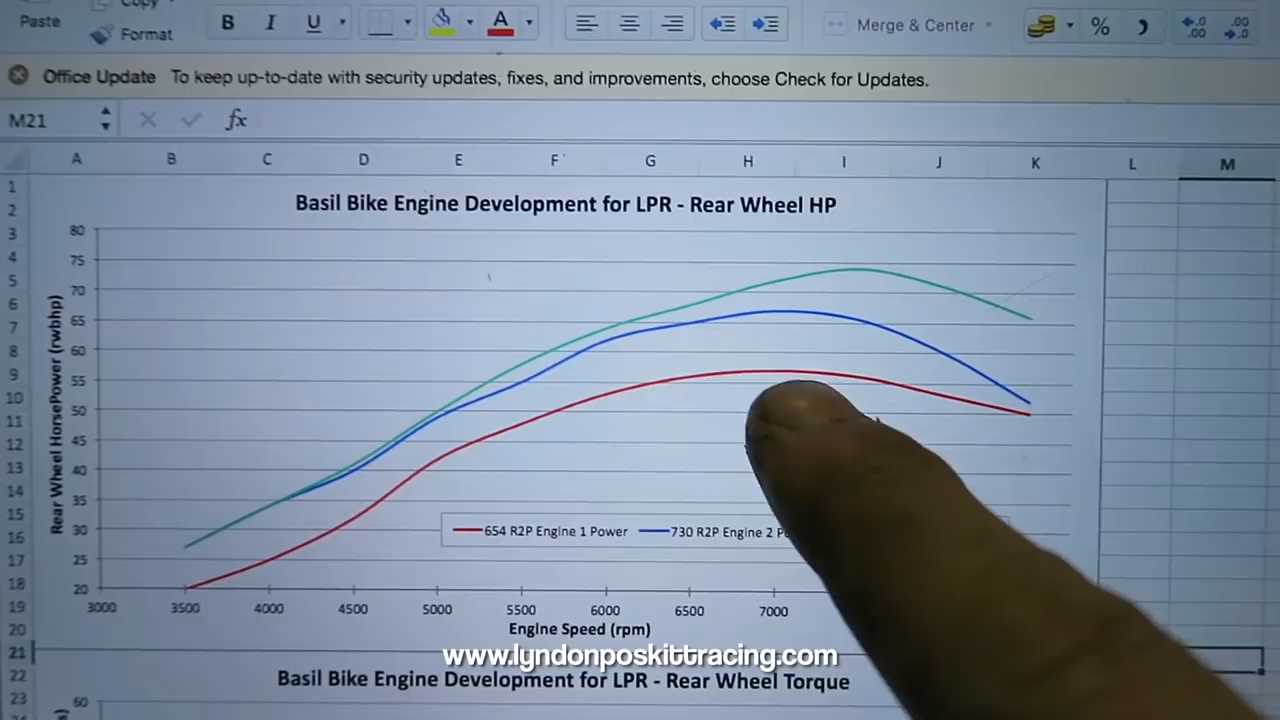 Paste
Copy
Format
B I U A
Merge & Center
% .0 .00 .00 .0
Office Update To keep up-to-date with security updates, fixes, and improvements, choose Check for Updates.
M21 fx
A B C D E F G H I J K L M
1
2
3
4
5
6
7
8
9
10
11
12
13
14
15
16
17
18
19
20
21
22
23
Basil Bike Engine Development for LPR - Rear Wheel HP
Rear Wheel HorsePower (rwbhp)
80
75
70
65
60
55
50
45
40
35
30
25
20
654 R2P Engine 1 Power 730 R2P Engine 2
3000 3500 4000 4500 5000 5500 6000 6500 7000
Engine Speed (rpm)
www.lyndonposkittracing.com
Basil Bike Engine Development for LPR - Rear Wheel Torque
60